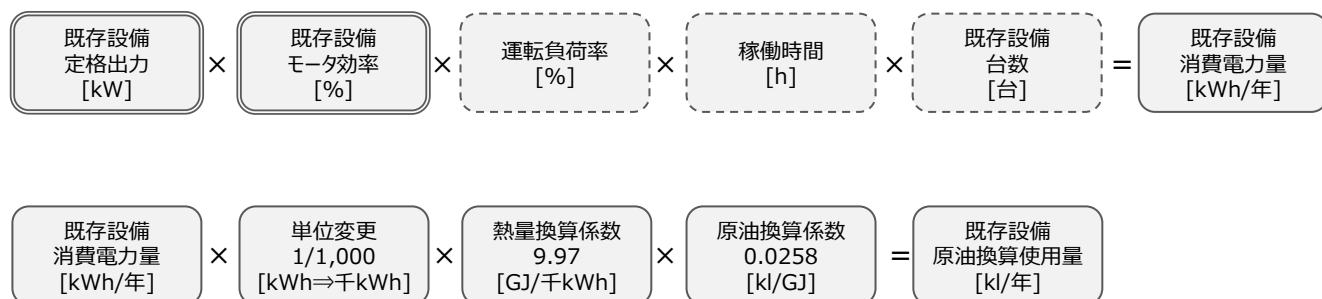 既存設備
定格出力
[kW]
×
既存設備
モータ効率
[%]
×
運転負荷率
[%]
×
稼働時間
[h]
×
既存設備
台数
[台]
=
既存設備
消費電力量
[kWh/年]
既存設備
消費電力量
[kWh/年]
×
単位変更
1/1,000
[kWh⇒千kWh]
×
熱量換算係数
9.97
[GJ/千kWh]
×
原油換算係数
0.0258
[kl/GJ]
=
既存設備
原油換算使用量
[kl/年]